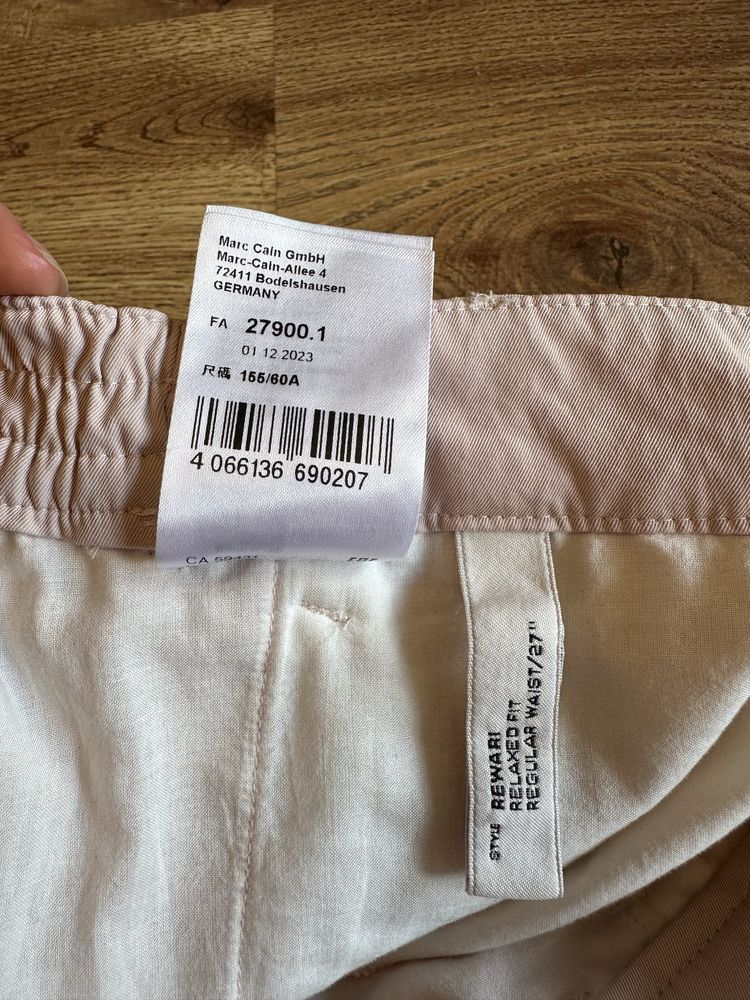 Marc Cain GmbH
Marc-Cain-Allee 4
72411 Bodelshausen
GERMANY
FA 27900.1
01 12 2023
尺碼 155/60A
4 066136 690207
STYLE REWARI
RELAXED FIT
REGULAR WAIST/27"